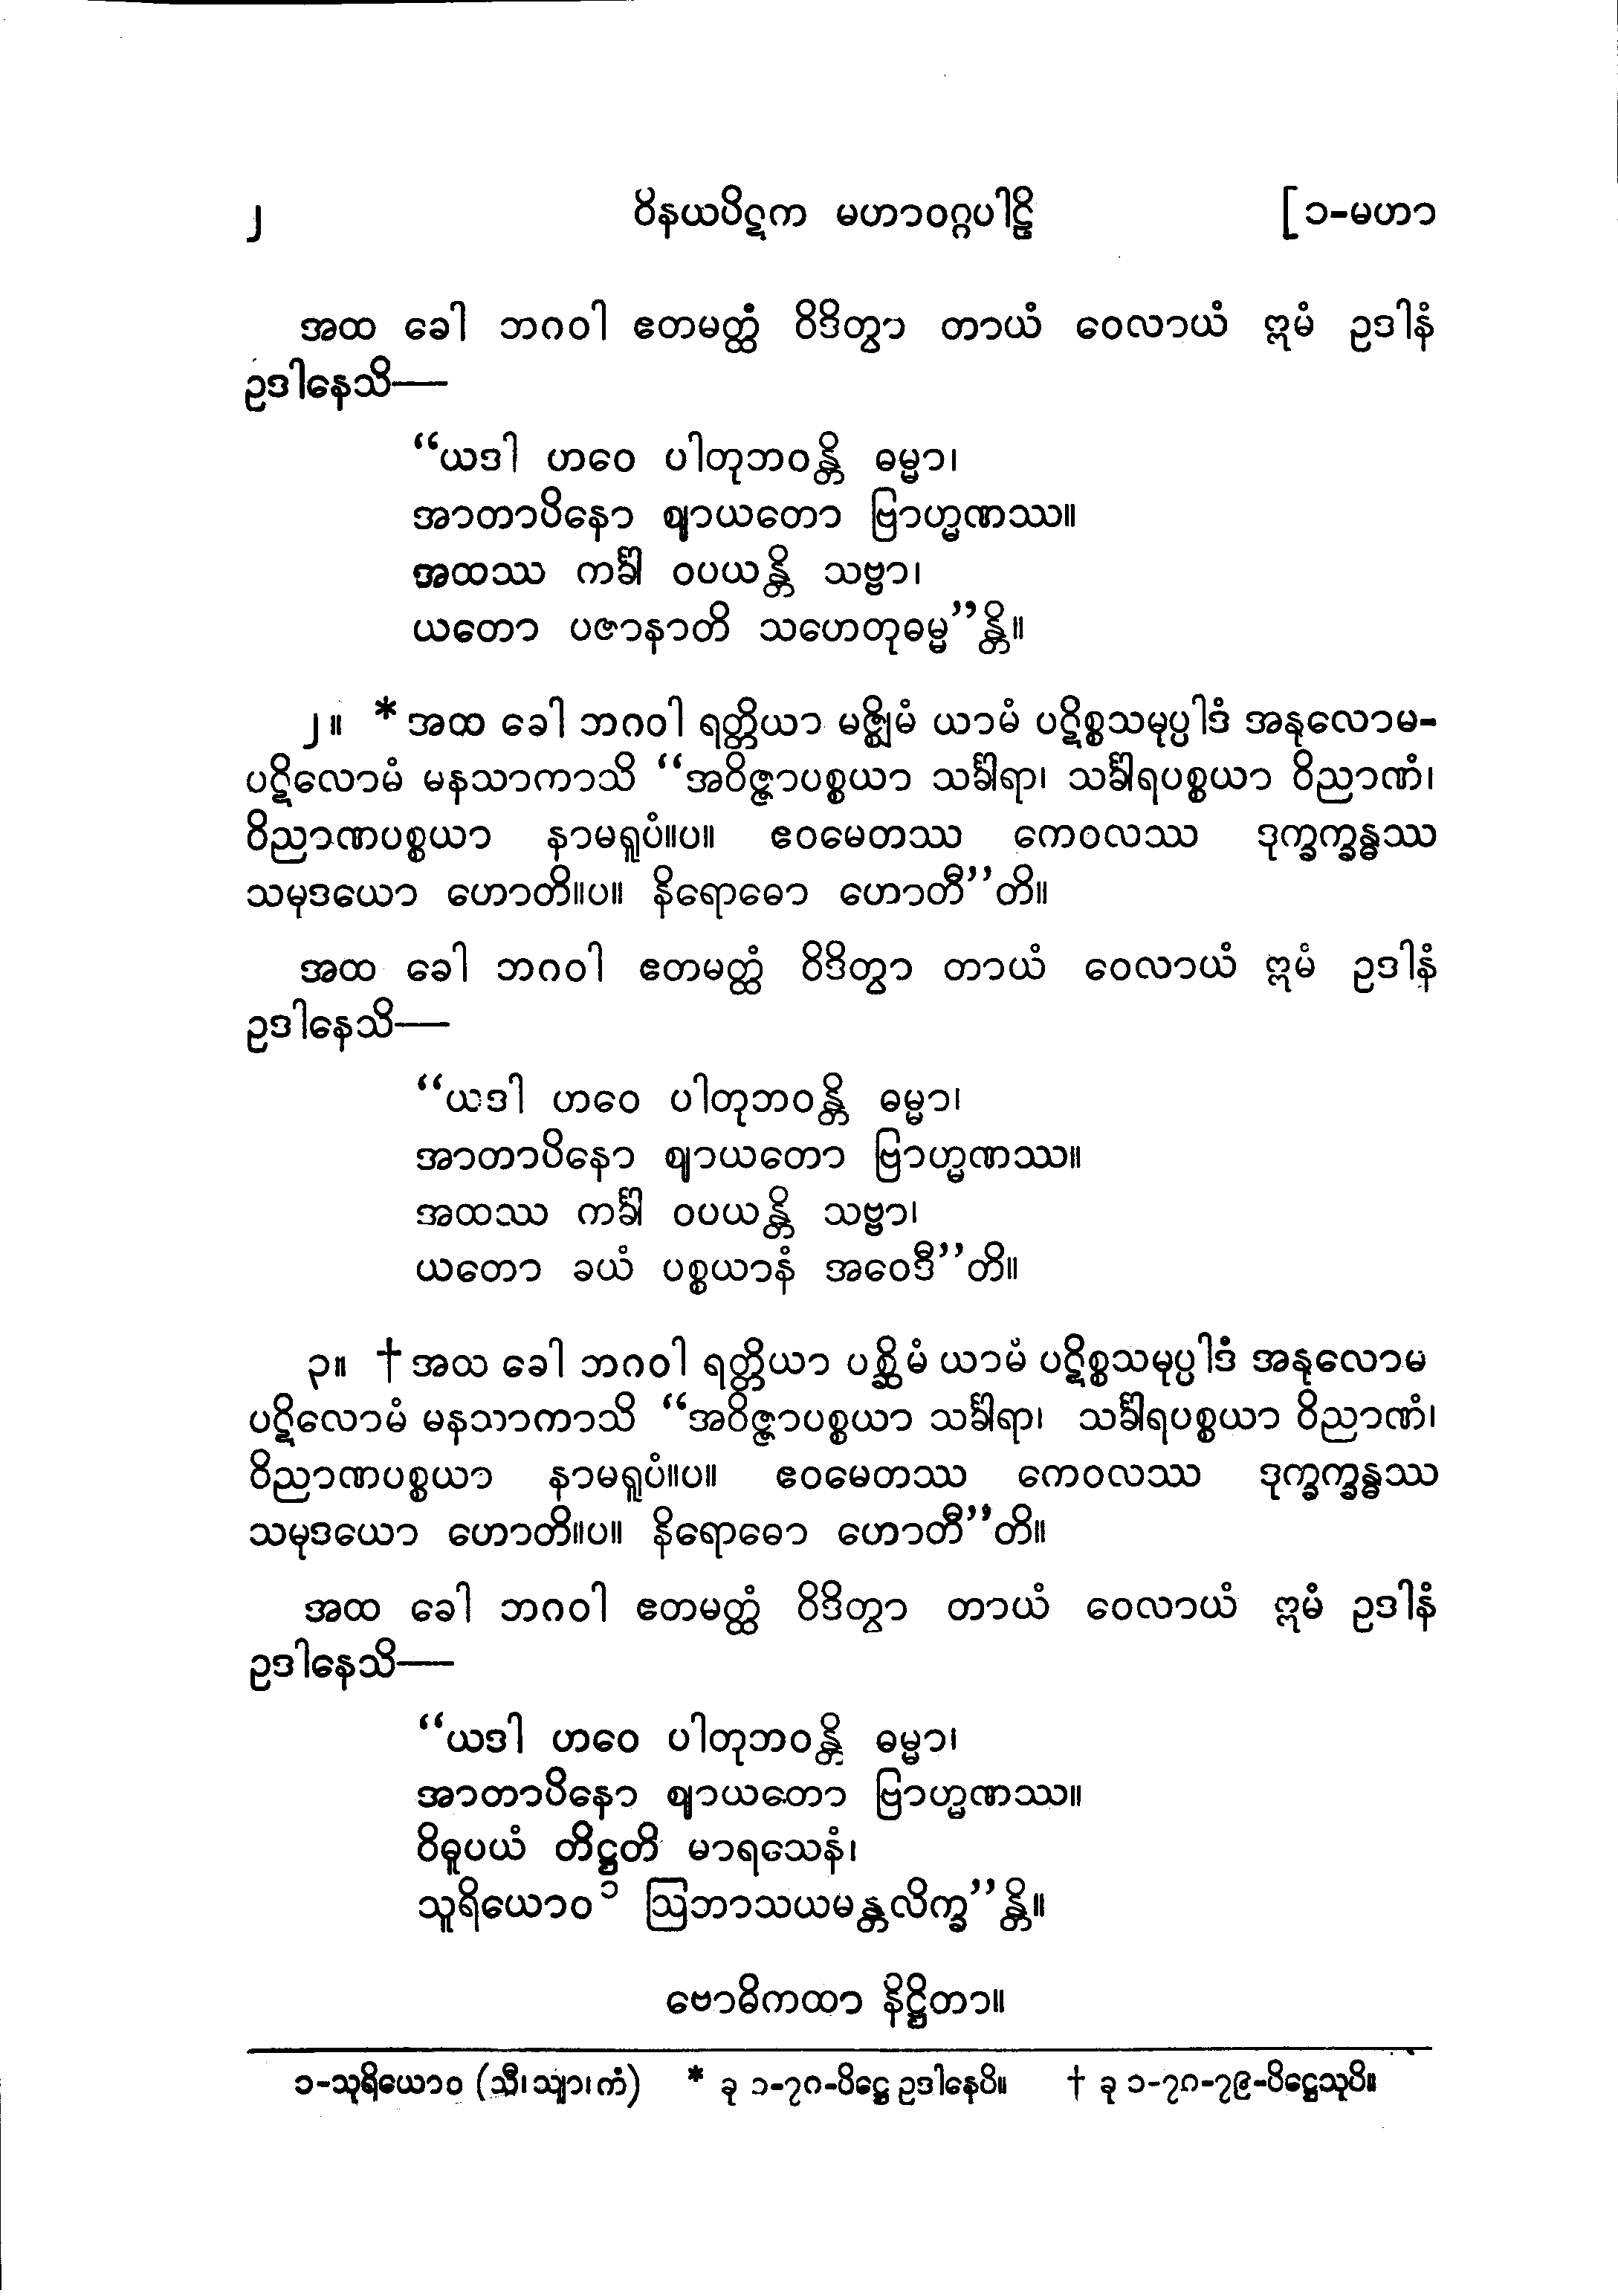 ၂ ဝိနယပိဋက မဟာဝဂ္ဂပါဠိ [ ၁-မဟာ
အထ ခေါ ဘဂဝါ ဧတမတ္ထံ ဝိဒိတွာ တာယံ ဝေလာယံ ဣမံ ဥဒါနံ
ဥဒါနေသိ—
“ယဒါ ဟဝေ ပါတုဘဝန္တိ ဓမ္မာ၊
အာတာပိနော ဈာယတော ဗြာဟ္မဏဿ။
အထဿ ကင်္ခါ ဝပယန္တိ သဗ္ဗာ၊
ယတော ပဇာနာတိ သဟေတုဓမ္မ”န္တိ။
၂။ *အထ ခေါ ဘဂဝါ ရတ္တိယာ မဇ္ဈိမံ ယာမံ ပဋိစ္စသမုပ္ပါဒံ အနုလောမ-
ပဋိလောမံ မနသာကာသိ “အဝိဇ္ဇာပစ္စယာ သင်္ခါရာ၊ သင်္ခါရပစ္စယာ ဝိညာဏံ၊
ဝိညာဏပစ္စယာ နာမရူပံ။ပ။ ဧဝမေတဿ ကေဝလဿ ဒုက္ခက္ခန္ဓဿ
သမုဒယော ဟောတိ။ပ။ နိရောဓော ဟောတီ”တိ။
အထ ခေါ ဘဂဝါ ဧတမတ္ထံ ဝိဒိတွာ တာယံ ဝေလာယံ ဣမံ ဥဒါနံ
ဥဒါနေသိ—
“ယဒါ ဟဝေ ပါတုဘဝန္တိ ဓမ္မာ၊
အာတာပိနော ဈာယတော ဗြာဟ္မဏဿ။
အထဿ ကင်္ခါ ဝပယန္တိ သဗ္ဗာ၊
ယတော ခယံ ပစ္စယာနံ အဝေဒီ”တိ။
၃။ †အထ ခေါ ဘဂဝါ ရတ္တိယာ ပစ္ဆိမံ ယာမံ ပဋိစ္စသမုပ္ပါဒံ အနုလောမ
ပဋိလောမံ မနသာကာသိ “အဝိဇ္ဇာပစ္စယာ သင်္ခါရာ၊ သင်္ခါရပစ္စယာ ဝိညာဏံ၊
ဝိညာဏပစ္စယာ နာမရူပံ။ပ။ ဧဝမေတဿ ကေဝလဿ ဒုက္ခက္ခန္ဓဿ
သမုဒယော ဟောတိ။ပ။ နိရောဓော ဟောတီ”တိ။
အထ ခေါ ဘဂဝါ ဧတမတ္ထံ ဝိဒိတွာ တာယံ ဝေလာယံ ဣမံ ဥဒါနံ
ဥဒါနေသိ—
“ယဒါ ဟဝေ ပါတုဘဝန္တိ ဓမ္မာ၊
အာတာပိနော ဈာယတော ဗြာဟ္မဏဿ။
ဝိဓူပယံ တိဋ္ဌတိ မာရသေနံ၊
သူရိယောဝ ၁ ဩဘာသယမန္တလိက္ခ”န္တိ။
ဗောဓိကထာ နိဋ္ဌိတာ။
၁-သုရိယောဝ (သီ၊သျာ၊ကံ) * ခု ၁-၇၈-ပိဋ္ဌေ ဥဒါနေပိ။ † ခု ၁-၇၈-၇၉-ပိဋ္ဌေသုပိ။